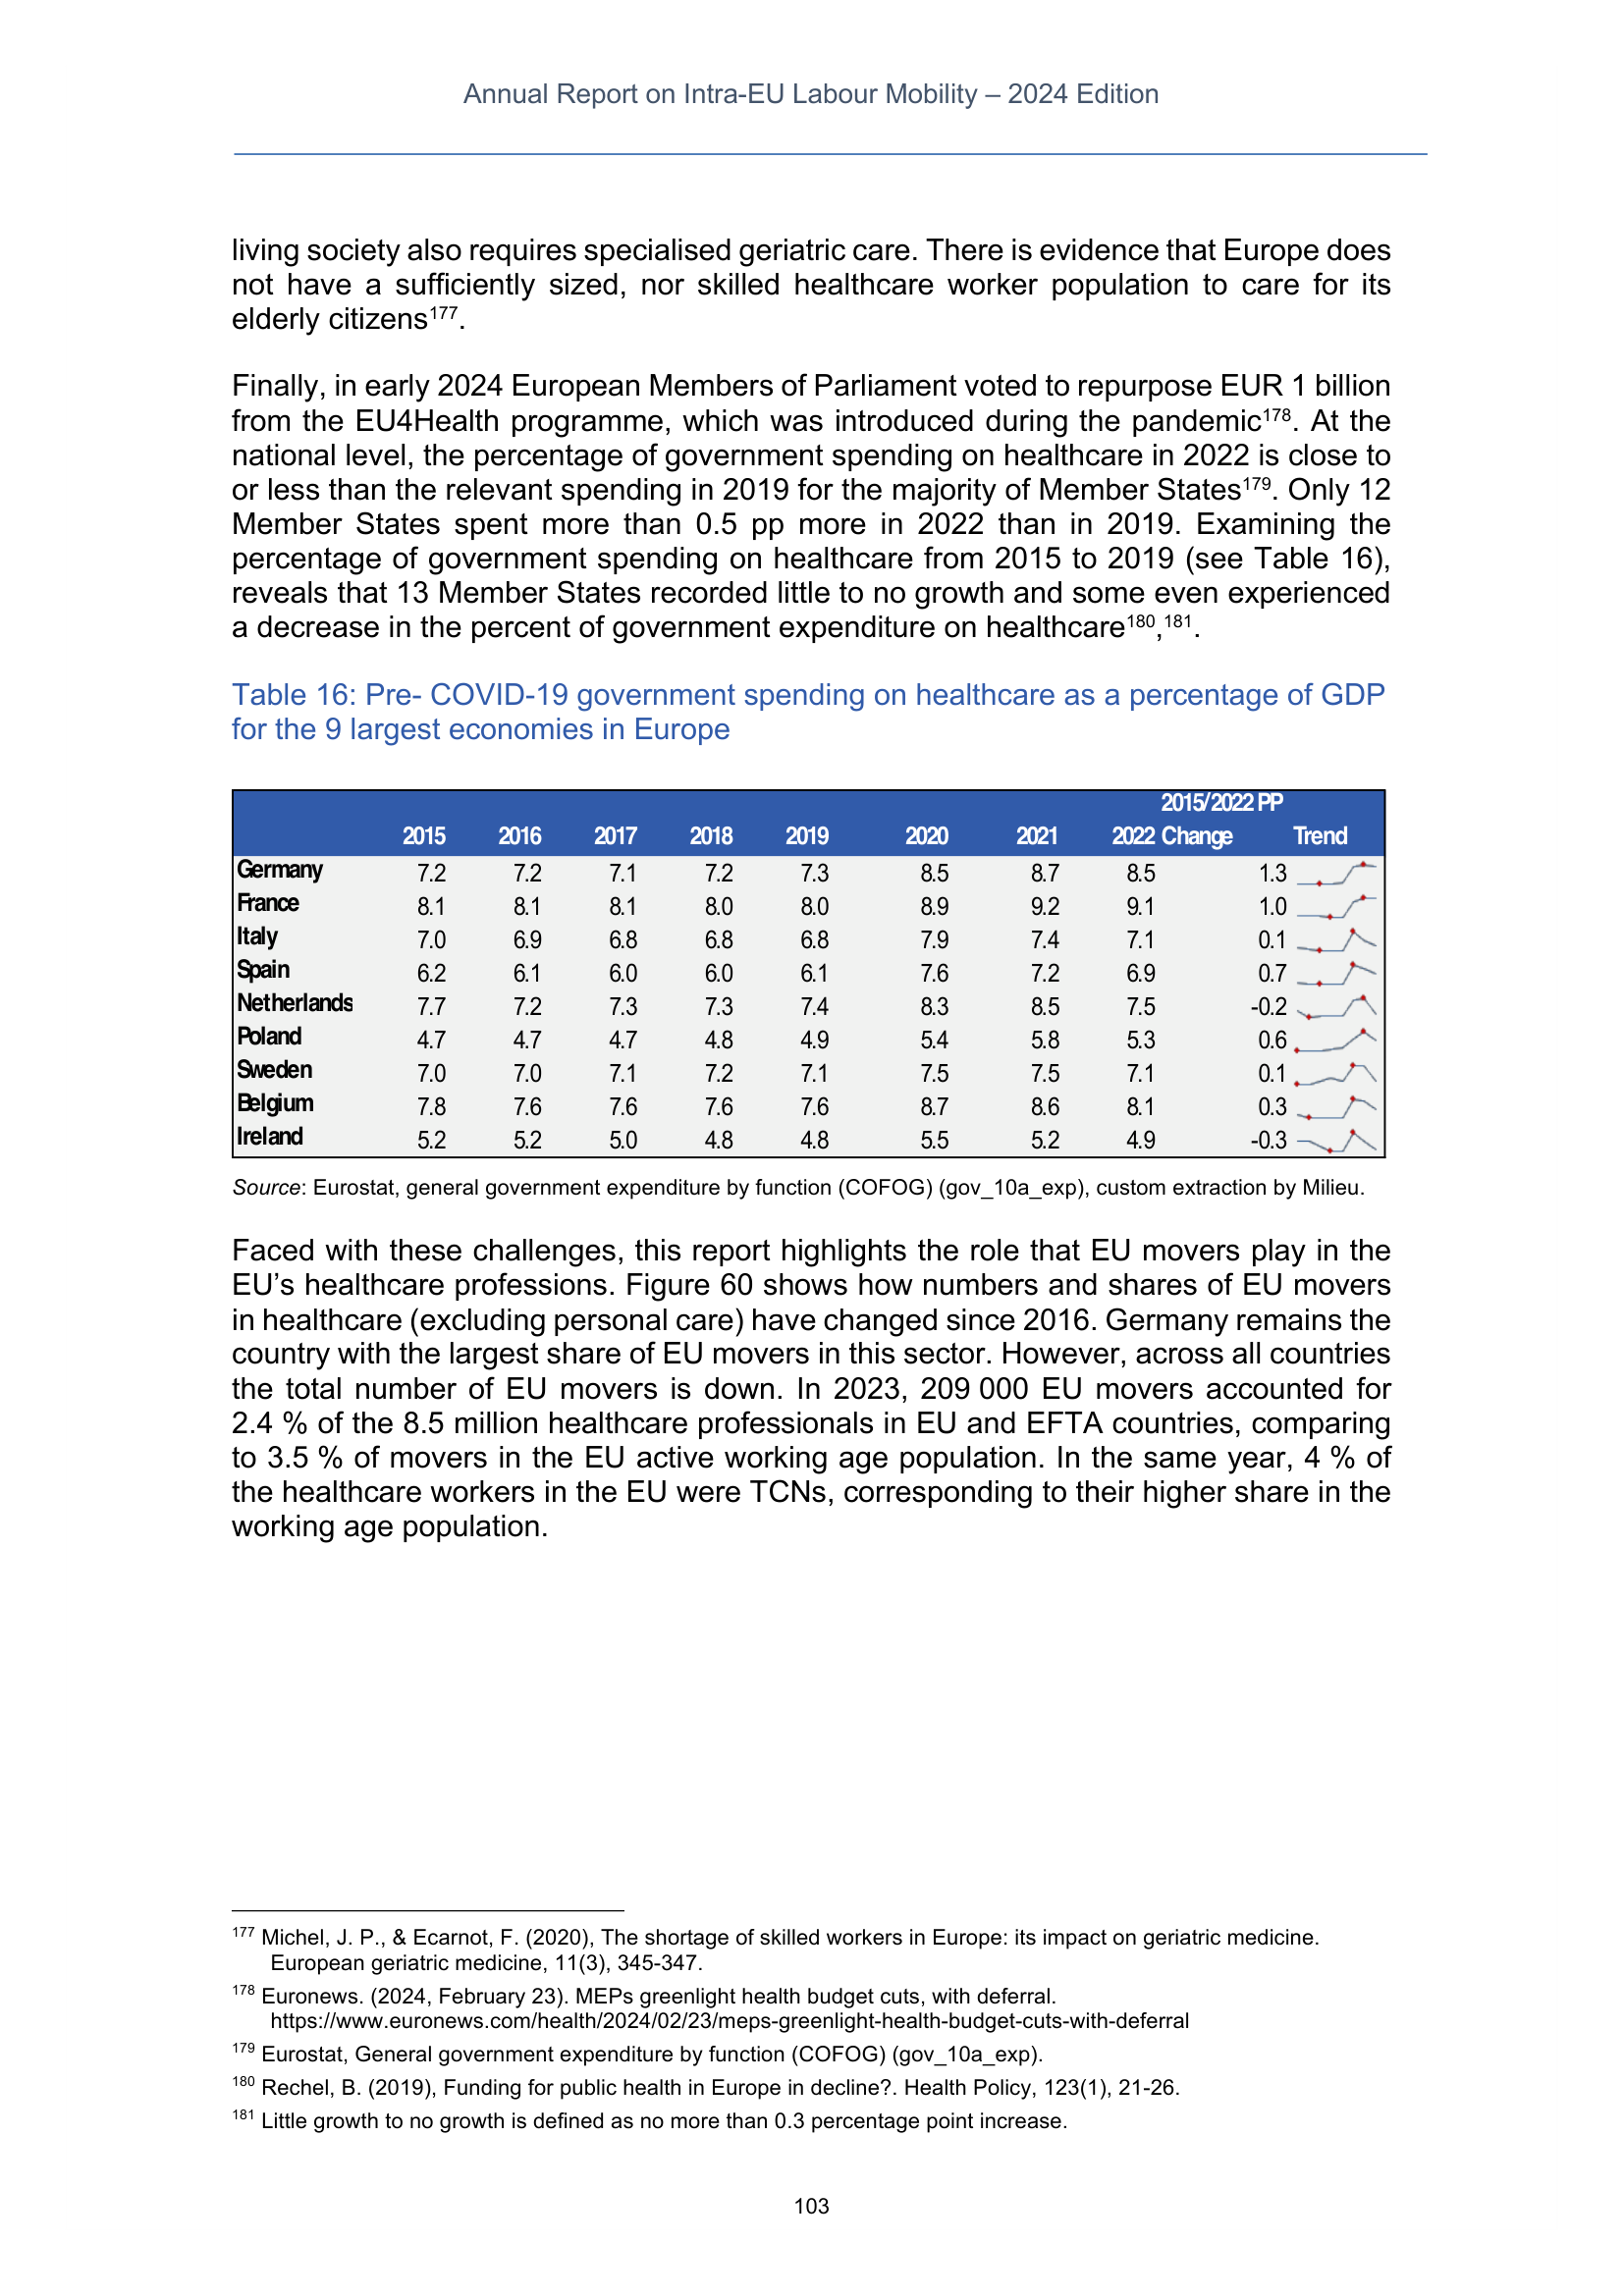 Annual Report on Intra-EU Labour Mobility – 2024 Edition
living society also requires specialised geriatric care. There is evidence that Europe does
not have a sufficiently sized, nor skilled healthcare worker population to care for its
elderly citizens177.
Finally, in early 2024 European Members of Parliament voted to repurpose EUR 1 billion
from the EU4Health programme, which was introduced during the pandemic178. At the
national level, the percentage of government spending on healthcare in 2022 is close to
or less than the relevant spending in 2019 for the majority of Member States179. Only 12
Member States spent more than 0.5 pp more in 2022 than in 2019. Examining the
percentage of government spending on healthcare from 2015 to 2019 (see Table 16),
reveals that 13 Member States recorded little to no growth and some even experienced
a decrease in the percent of government expenditure on healthcare180,181.
Table 16: Pre- COVID-19 government spending on healthcare as a percentage of GDP
for the 9 largest economies in Europe
2015/2022 PP
2015 2016 2017 2018 2019 2020 2021 2022 Change Trend
Germany 7.2 7.2 7.1 7.2 7.3 8.5 8.7 8.5 1.3
France 8.1 8.1 8.1 8.0 8.0 8.9 9.2 9.1 1.0
Italy 7.0 6.9 6.8 6.8 6.8 7.9 7.4 7.1 0.1
Spain 6.2 6.1 6.0 6.0 6.1 7.6 7.2 6.9 0.7
Netherlands 7.7 7.2 7.3 7.3 7.4 8.3 8.5 7.5 -0.2
Poland 4.7 4.7 4.7 4.8 4.9 5.4 5.8 5.3 0.6
Sweden 7.0 7.0 7.1 7.2 7.1 7.5 7.5 7.1 0.1
Belgium 7.8 7.6 7.6 7.6 7.6 8.7 8.6 8.1 0.3
Ireland 5.2 5.2 5.0 4.8 4.8 5.5 5.2 4.9 -0.3
Source: Eurostat, general government expenditure by function (COFOG) (gov_10a_exp), custom extraction by Milieu.
Faced with these challenges, this report highlights the role that EU movers play in the
EU’s healthcare professions. Figure 60 shows how numbers and shares of EU movers
in healthcare (excluding personal care) have changed since 2016. Germany remains the
country with the largest share of EU movers in this sector. However, across all countries
the total number of EU movers is down. In 2023, 209 000 EU movers accounted for
2.4 % of the 8.5 million healthcare professionals in EU and EFTA countries, comparing
to 3.5 % of movers in the EU active working age population. In the same year, 4 % of
the healthcare workers in the EU were TCNs, corresponding to their higher share in the
working age population.
177 Michel, J. P., & Ecarnot, F. (2020), The shortage of skilled workers in Europe: its impact on geriatric medicine.
European geriatric medicine, 11(3), 345-347.
178 Euronews. (2024, February 23). MEPs greenlight health budget cuts, with deferral.
https://www.euronews.com/health/2024/02/23/meps-greenlight-health-budget-cuts-with-deferral
179 Eurostat, General government expenditure by function (COFOG) (gov_10a_exp).
180 Rechel, B. (2019), Funding for public health in Europe in decline?. Health Policy, 123(1), 21-26.
181 Little growth to no growth is defined as no more than 0.3 percentage point increase.
103